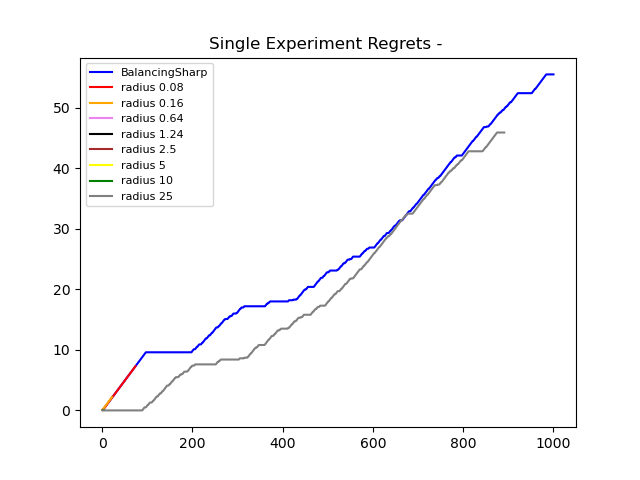 Single Experiment Regrets -
BalancingSharp
radius 0.08
radius 0.16
radius 0.64
radius 1.24
radius 2.5
radius 5
radius 10
radius 25
50
40
30
20
10
0
0 200 400 600 800 1000